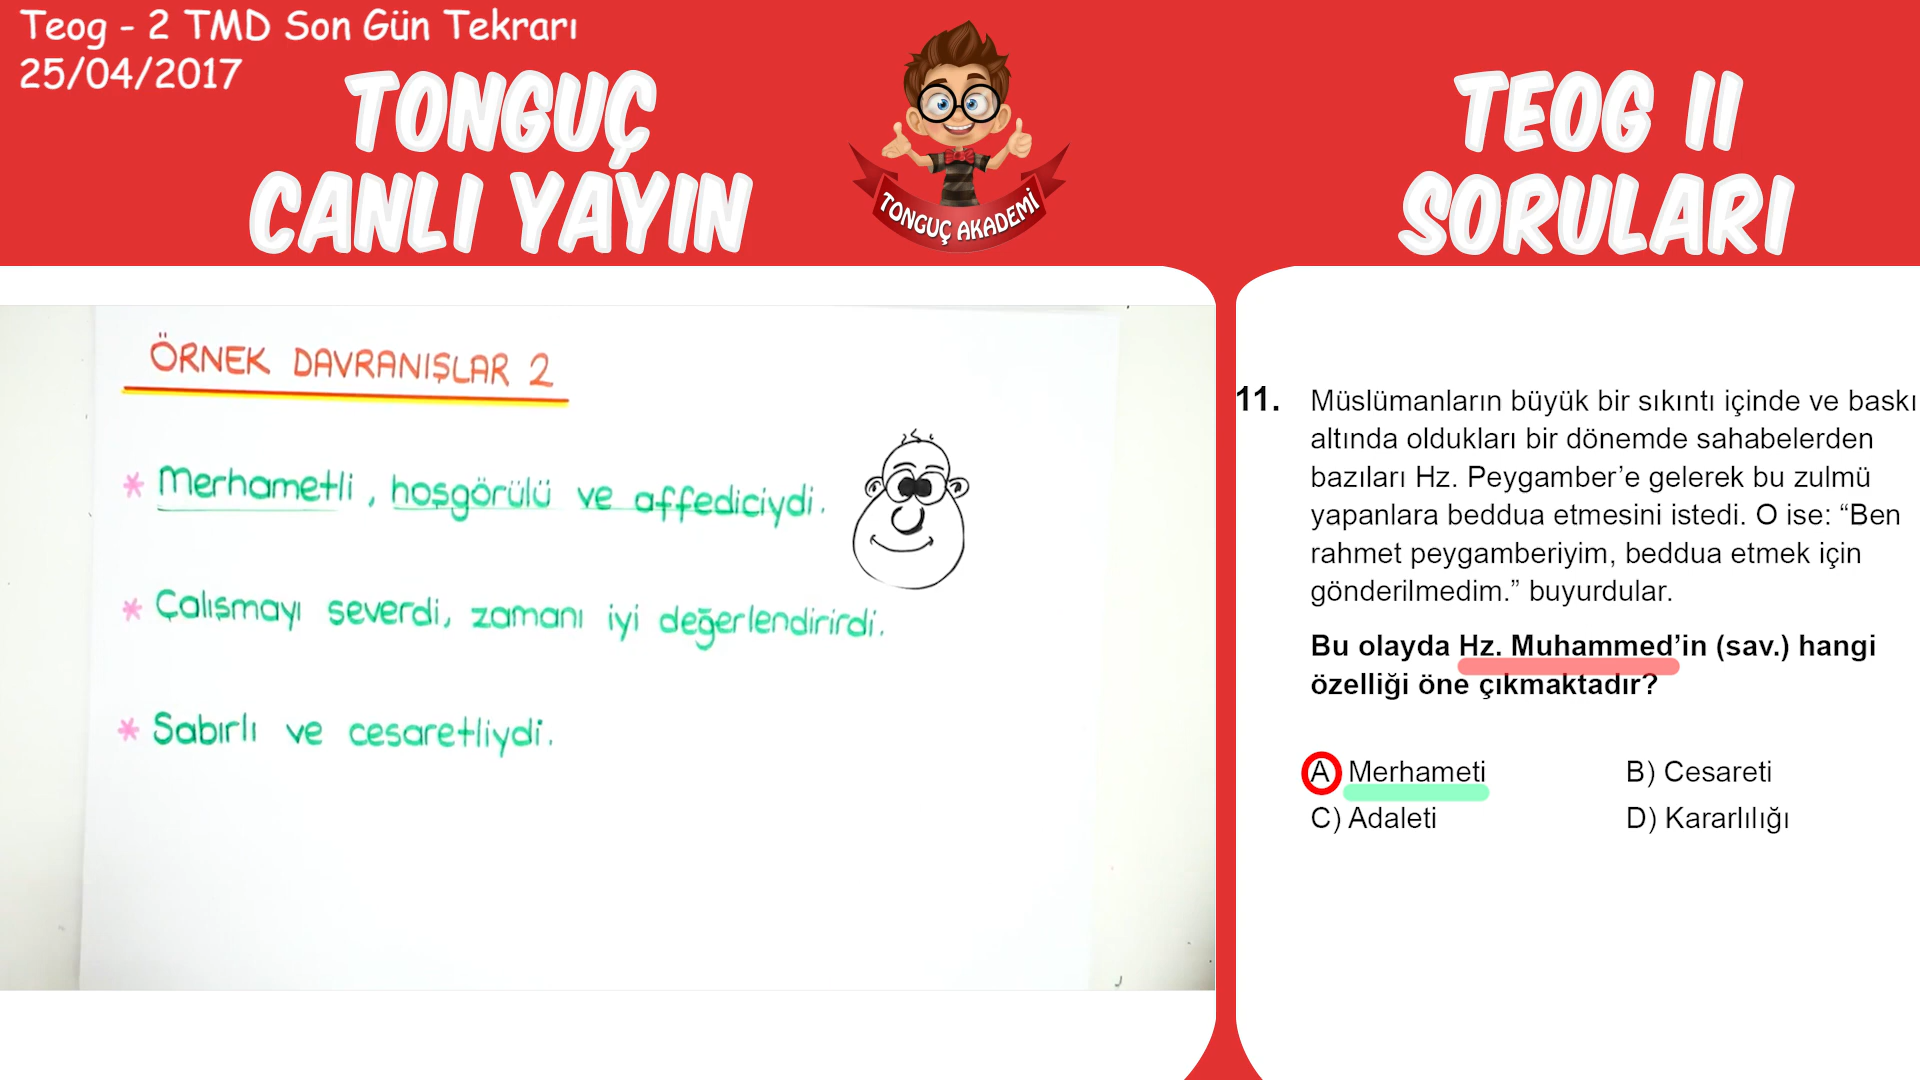 Teog - 2 TMD Son Gün Tekrarı
25/04/2017
TONGUÇ
CANLI YAYIN
TONGUÇ AKADEMİ
TEOG II
SORULARI
ÖRNEK DAVRANIŞLAR 2
* Merhametli, hoşgörülü ve affediciydi.
* Çalışmayı severdi, zamanı iyi değerlendirirdi.
* Sabırlı ve cesaretliydi.
11. Müslümanların büyük bir sıkıntı içinde ve baskı
altında oldukları bir dönemde sahabelerden
bazıları Hz. Peygamber’e gelerek bu zulmü
yapanlara beddua etmesini istedi. O ise: “Ben
rahmet peygamberiyim, beddua etmek için
gönderilmedim.” buyurdular.
Bu olayda Hz. Muhammed’in (sav.) hangi
özelliği öne çıkmaktadır?
A Merhameti B) Cesareti
C) Adaleti D) Kararlılığı